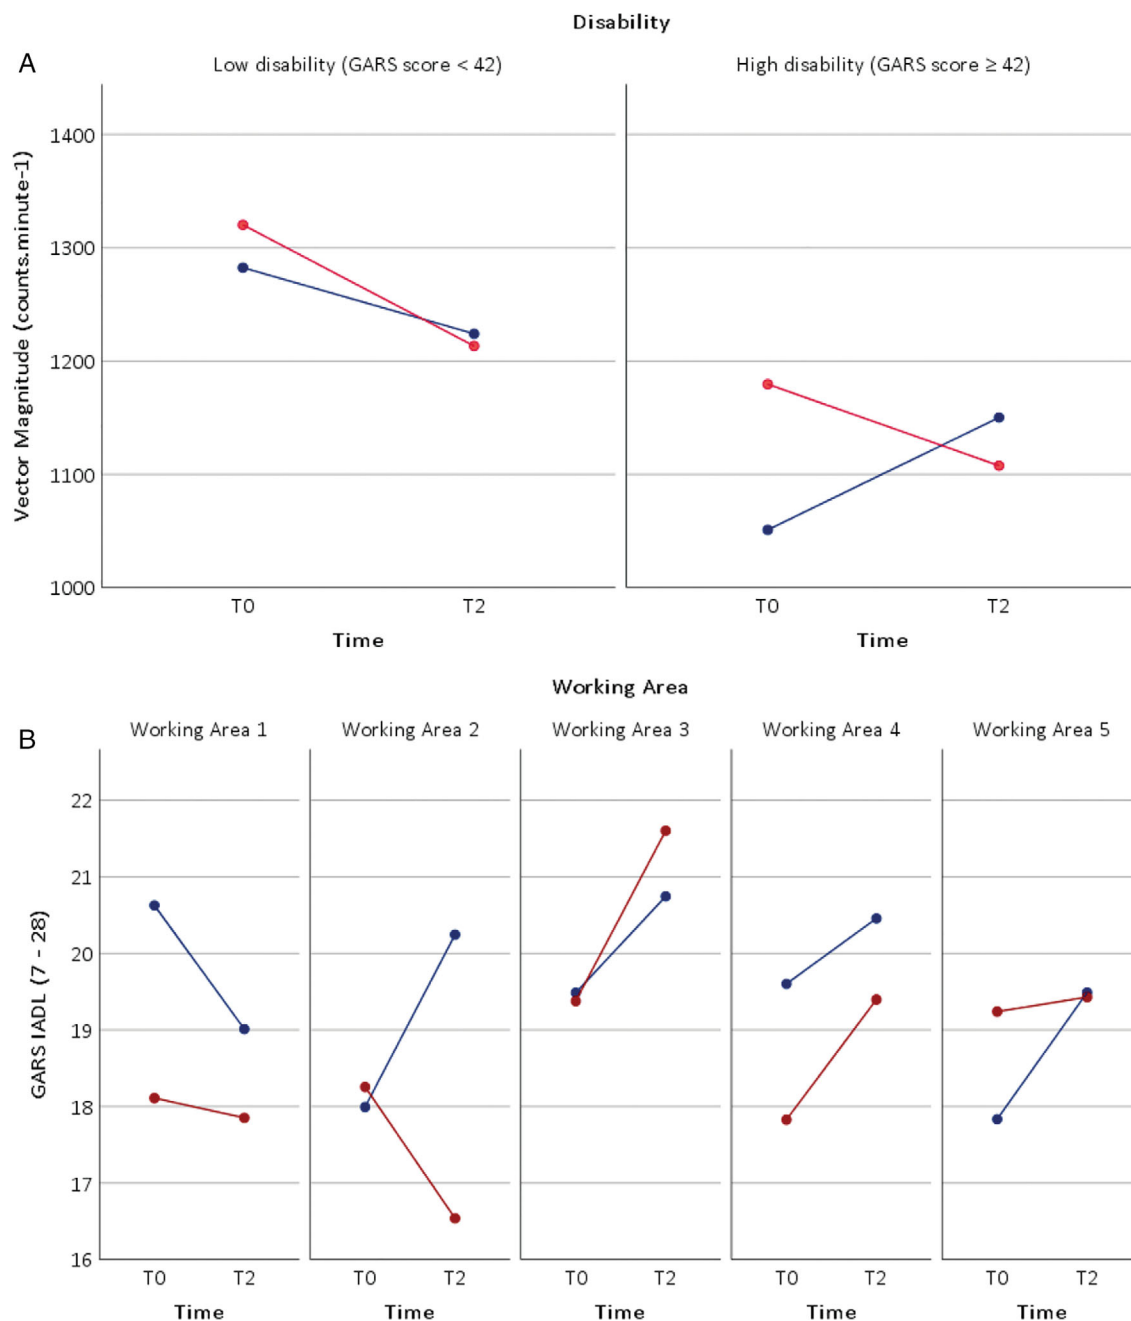 Disability
A
Low disability (GARS score < 42)
High disability (GARS score ≥ 42)
Vector Magnitude (counts.minute-1)
1400
1300
1200
1100
1000
T0 T2
T0 T2
Time
Time
Working Area
B
Working Area 1
Working Area 2
Working Area 3
Working Area 4
Working Area 5
GARS IADL (7 - 28)
22
21
20
19
18
17
16
T0 T2
T0 T2
T0 T2
T0 T2
T0 T2
Time
Time
Time
Time
Time